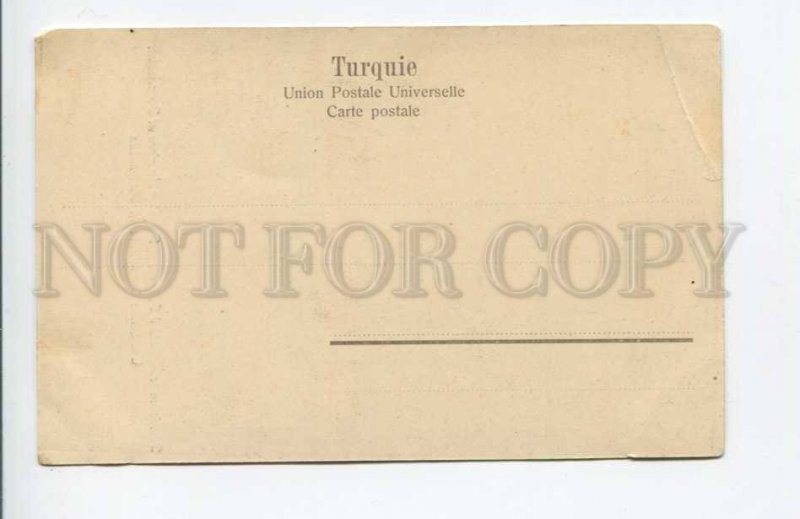 Turquie
Union Postale Universelle
Carte postale
NOT FOR COPY